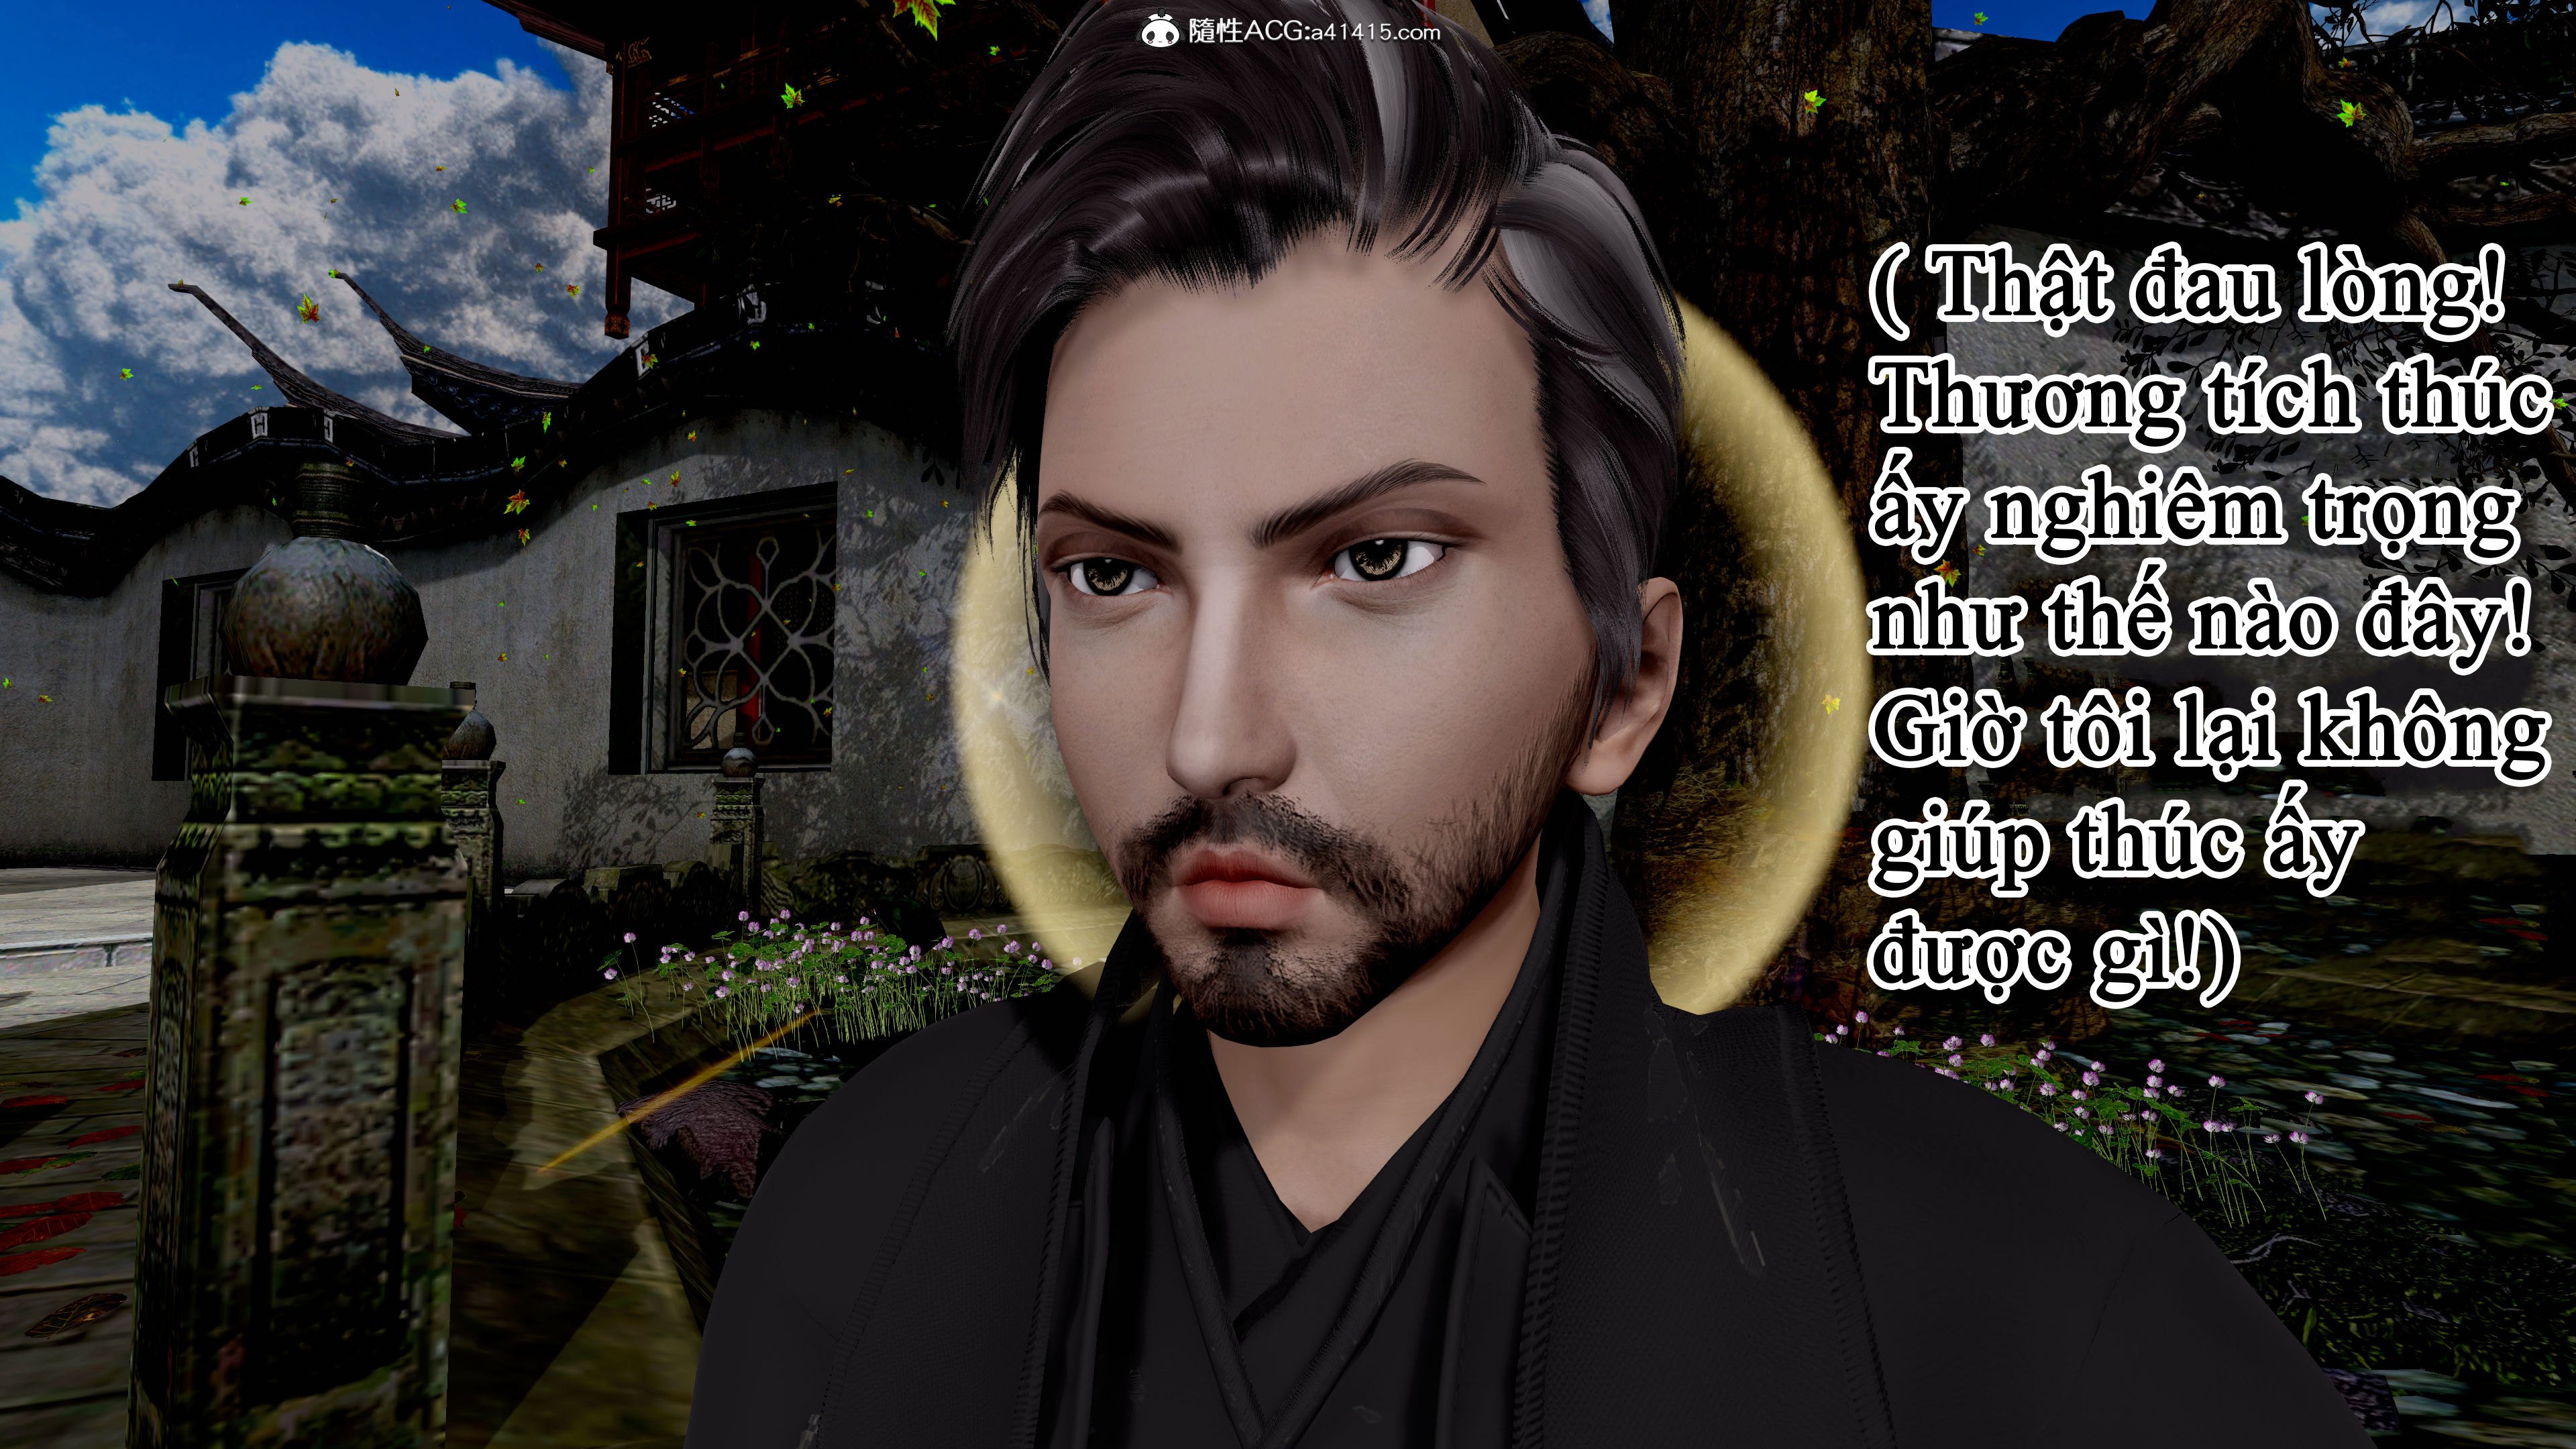 隨性ACG:a41415.com
( Thật đau lòng!
Thương tích thúc
ấy nghiêm trọng
như thế nào đây!
Giờ tôi lại không
giúp thúc ấy
được gì!)